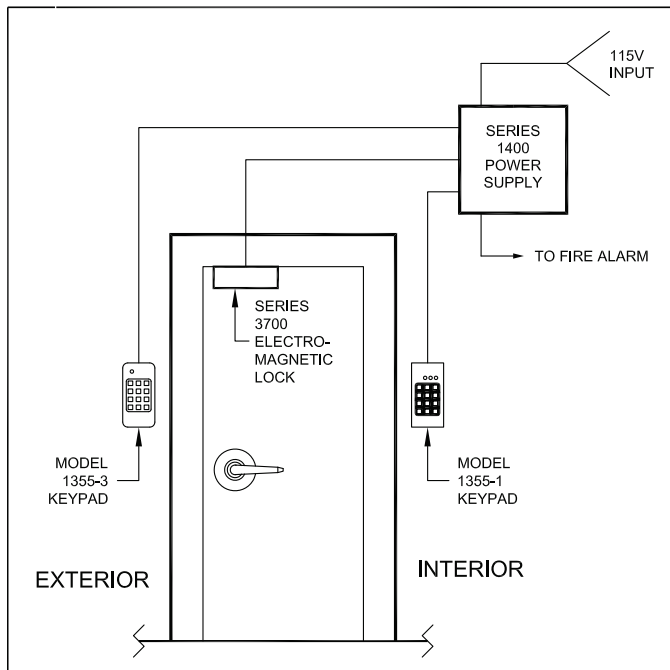 115V
INPUT
SERIES
1400
POWER
SUPPLY
TO FIRE ALARM
SERIES
3700
ELECTRO-
MAGNETIC
LOCK
MODEL
1355-3
KEYPAD
MODEL
1355-1
KEYPAD
EXTERIOR
INTERIOR